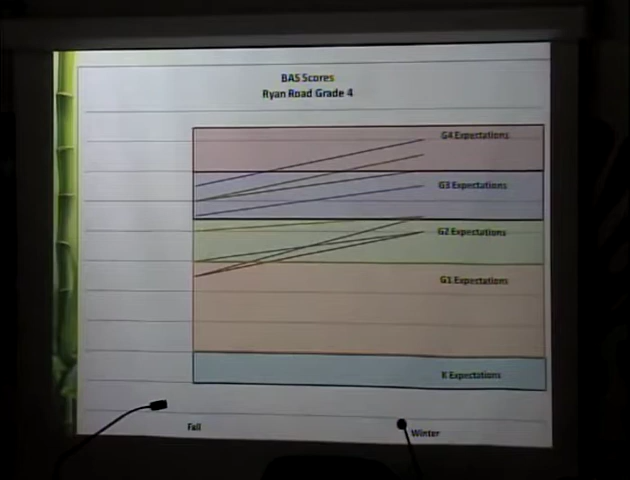 BAS Scores
Ryan Road Grade 4
G4 Expectations
G3 Expectations
G2 Expectations
G1 Expectations
K Expectations
Fall
Winter